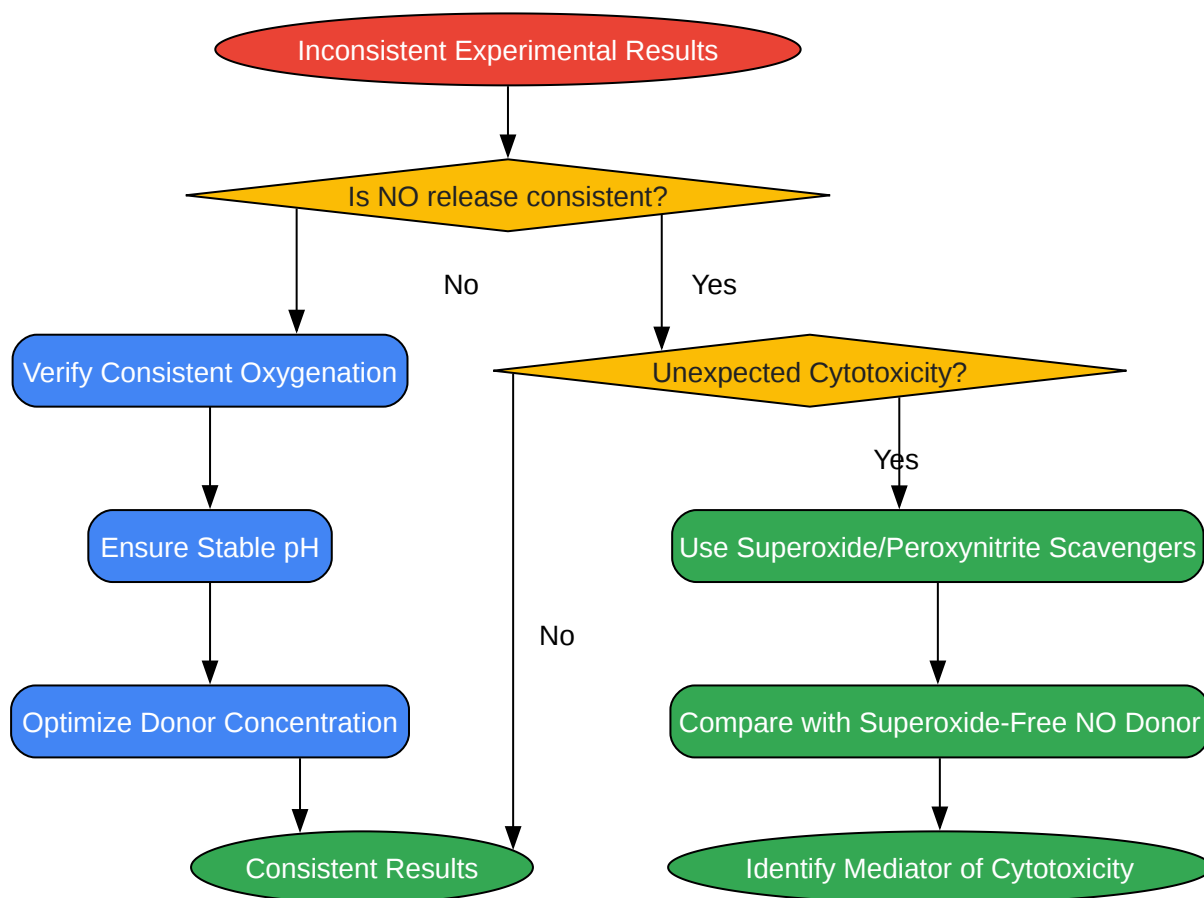 Inconsistent Experimental Results
Is NO release consistent?
No
Yes
Verify Consistent Oxygenation
Unexpected Cytotoxicity?
Yes
Ensure Stable pH
Use Superoxide/Peroxynitrite Scavengers
No
Optimize Donor Concentration
Compare with Superoxide-Free NO Donor
Consistent Results
Identify Mediator of Cytotoxicity